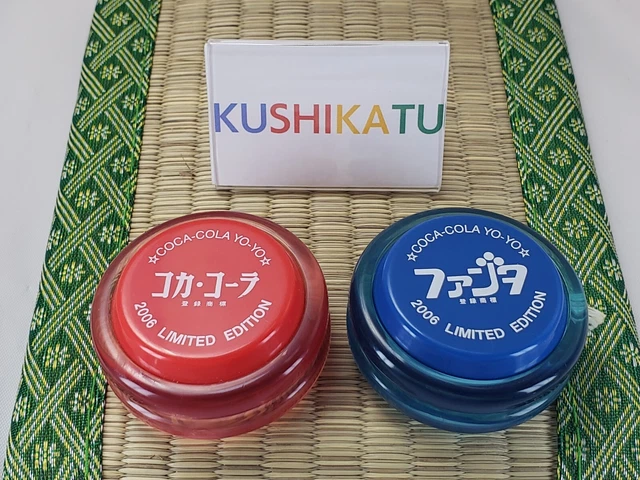 KUSHIKATU
☆COCA-COLA YO-YO☆
コカ・コーラ
登録商標
2006 LIMITED EDITION
☆COCA-COLA YO-YO☆
ファンタ
登録商標
2006 LIMITED EDITION